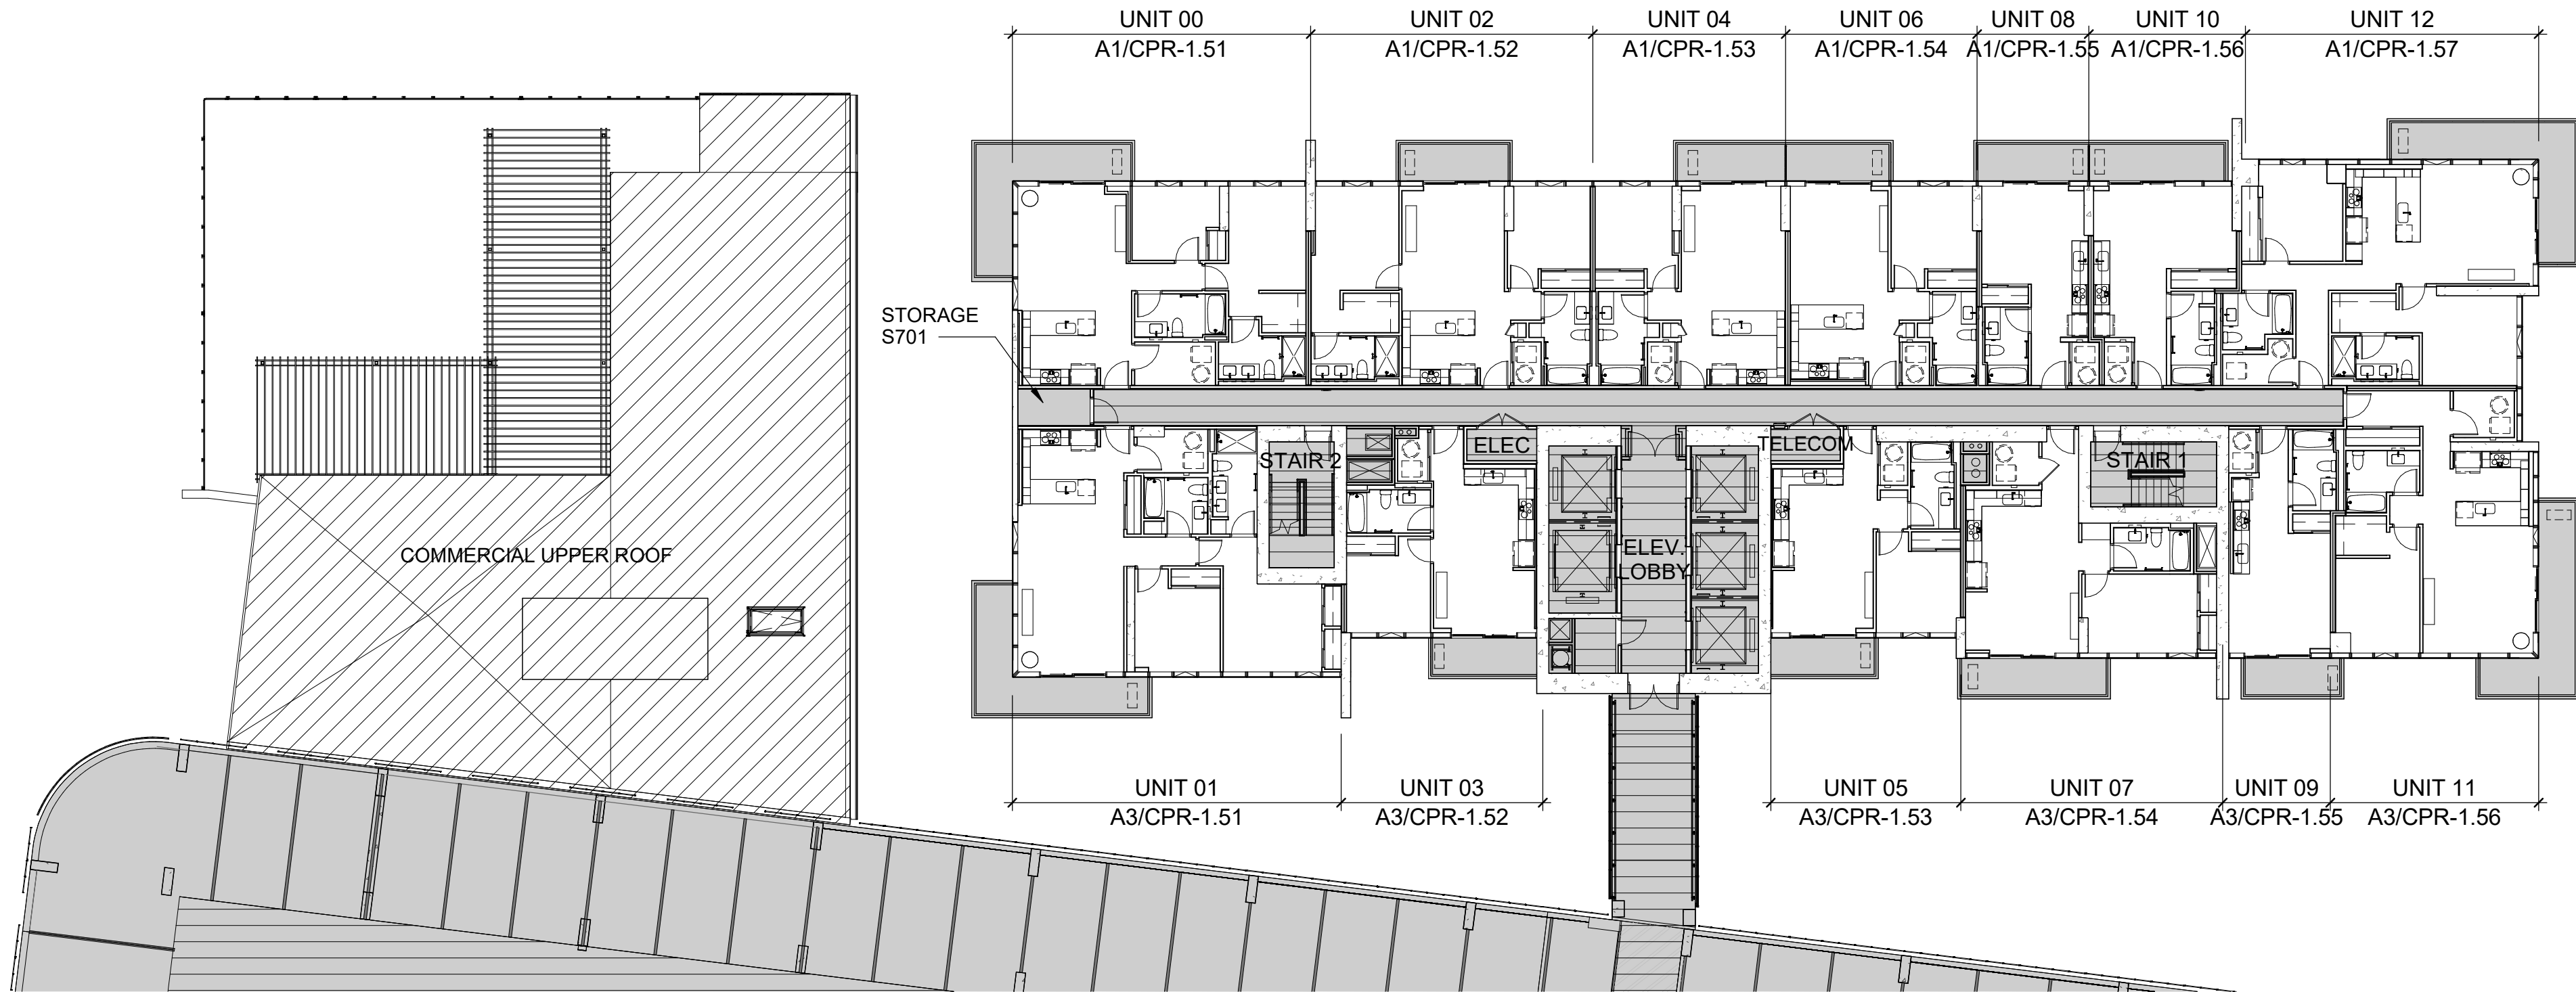 UNIT 00
A1/CPR-1.51
UNIT 02
A1/CPR-1.52
UNIT 04
A1/CPR-1.53
UNIT 06
A1/CPR-1.54
UNIT 08
A1/CPR-1.55
UNIT 10
A1/CPR-1.56
UNIT 12
A1/CPR-1.57
STORAGE
S701
STAIR 2
ELEC
TELECOM
STAIR 1
ELEV.
LOBBY
COMMERCIAL UPPER ROOF
UNIT 01
A3/CPR-1.51
UNIT 03
A3/CPR-1.52
UNIT 05
A3/CPR-1.53
UNIT 07
A3/CPR-1.54
UNIT 09
A3/CPR-1.55
UNIT 11
A3/CPR-1.56